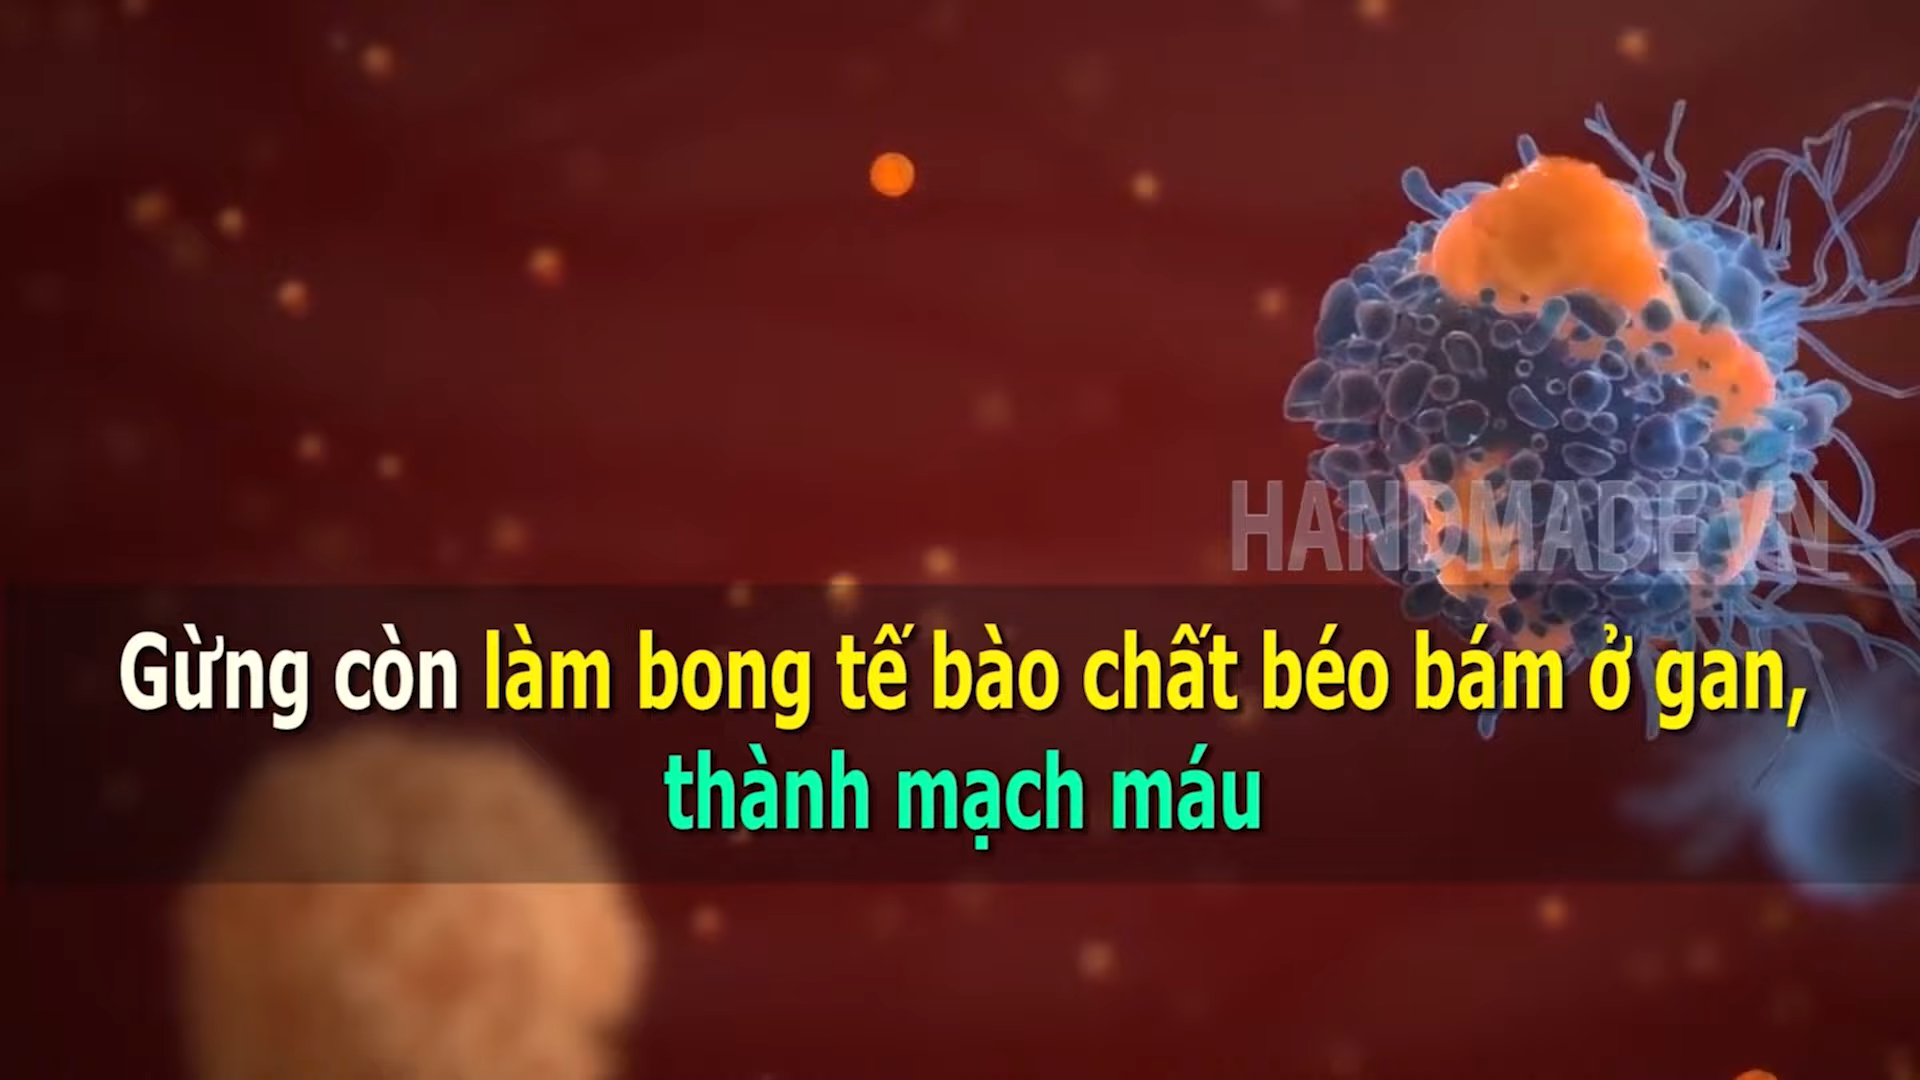 HANDMADE VN
Gừng còn làm bong tế bào chất béo bám ở gan,
thành mạch máu